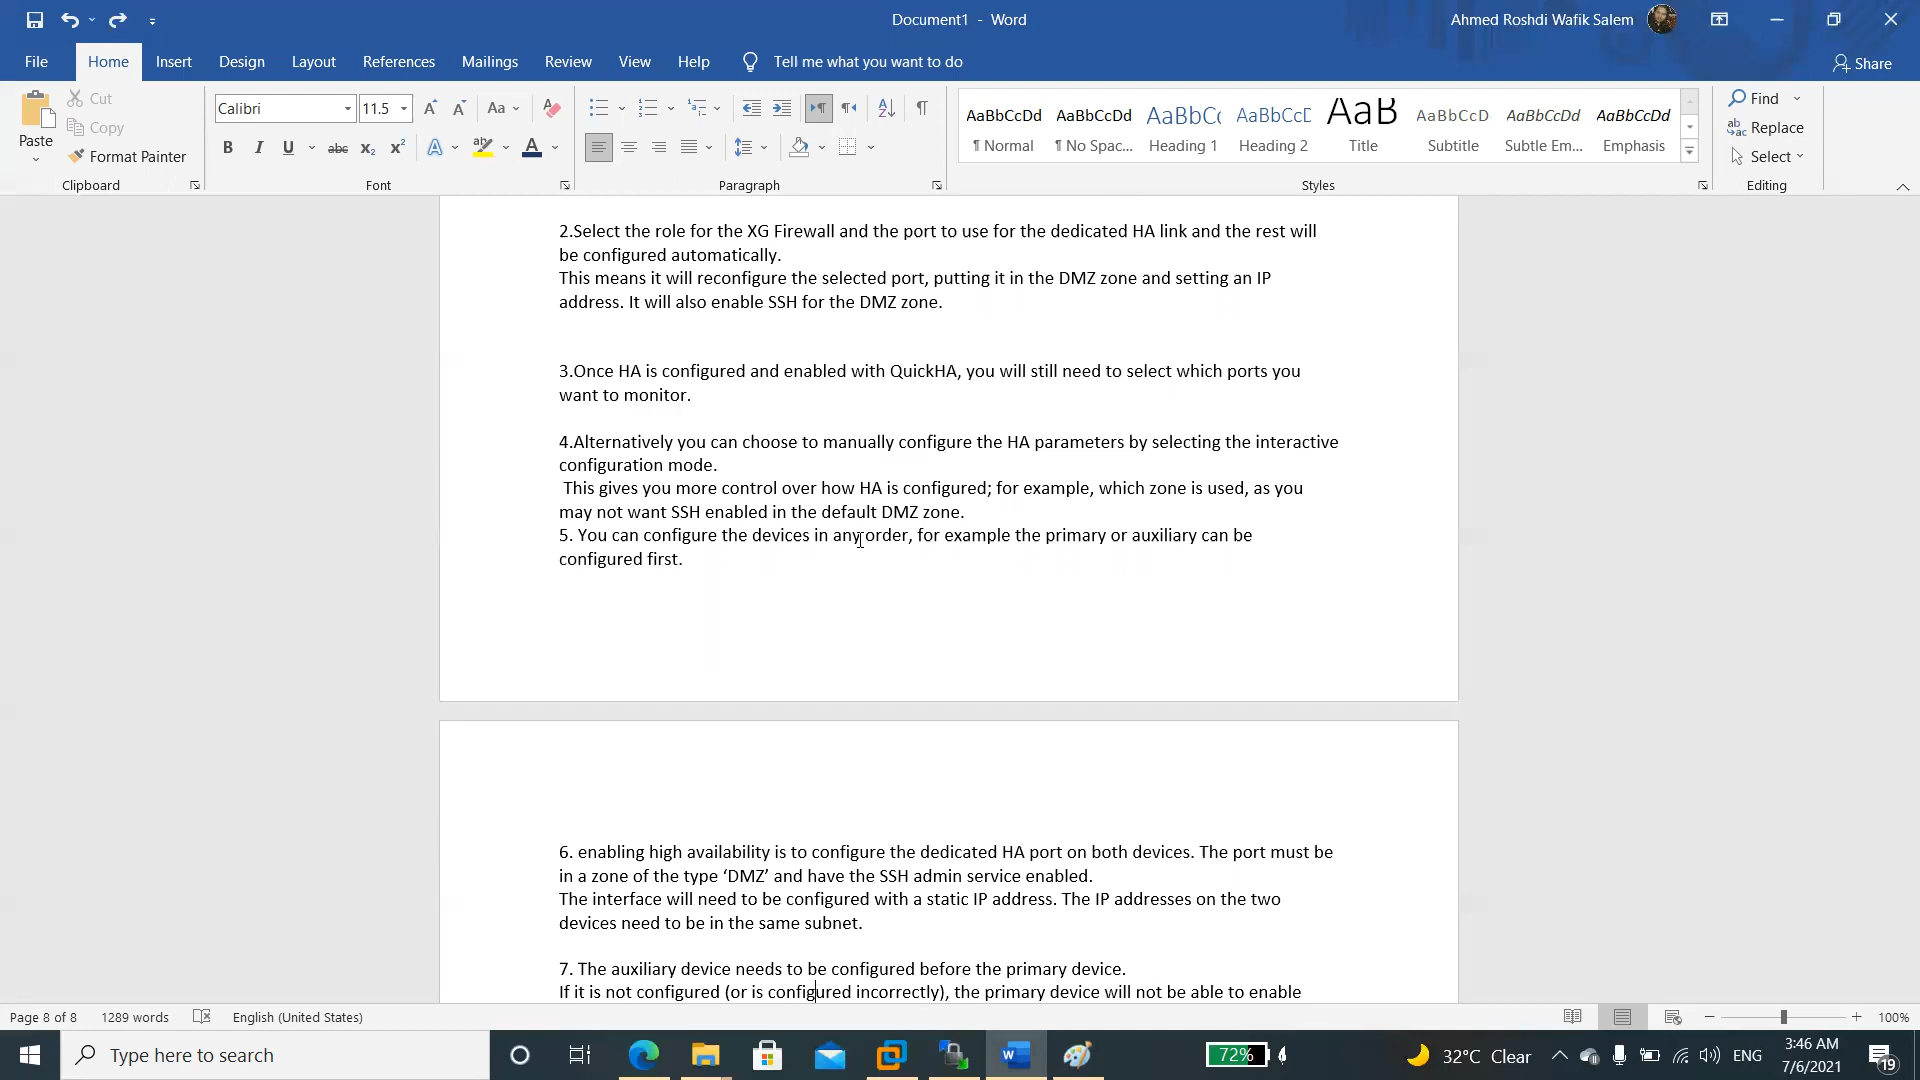 Document1 - Word
Ahmed Roshdi Wafik Salem
File Home Insert Design Layout References Mailings Review View Help Tell me what you want to do
Share
Paste
Cut
Copy
Format Painter
Clipboard
Calibri 11.5
Font
Paragraph
AaBbCcDd AaBbCcDd AaBbC( AaBbCcD AaB AaBbCcD AaBbCcDd AaBbCcDd
¶ Normal ¶ No Spac... Heading 1 Heading 2 Title Subtitle Subtle Em... Emphasis
Styles
Find
Replace
Select
Editing
2.Select the role for the XG Firewall and the port to use for the dedicated HA link and the rest will
be configured automatically.
This means it will reconfigure the selected port, putting it in the DMZ zone and setting an IP
address. It will also enable SSH for the DMZ zone.
3.Once HA is configured and enabled with QuickHA, you will still need to select which ports you
want to monitor.
4.Alternatively you can choose to manually configure the HA parameters by selecting the interactive
configuration mode.
This gives you more control over how HA is configured; for example, which zone is used, as you
may not want SSH enabled in the default DMZ zone.
5. You can configure the devices in any order, for example the primary or auxiliary can be
configured first.
6. enabling high availability is to configure the dedicated HA port on both devices. The port must be
in a zone of the type ‘DMZ’ and have the SSH admin service enabled.
The interface will need to be configured with a static IP address. The IP addresses on the two
devices need to be in the same subnet.
7. The auxiliary device needs to be configured before the primary device.
If it is not configured (or is configured incorrectly), the primary device will not be able to enable
Page 8 of 8 1289 words English (United States) 100%
Type here to search
72%
32°C Clear
ENG
3:46 AM
7/6/2021
19